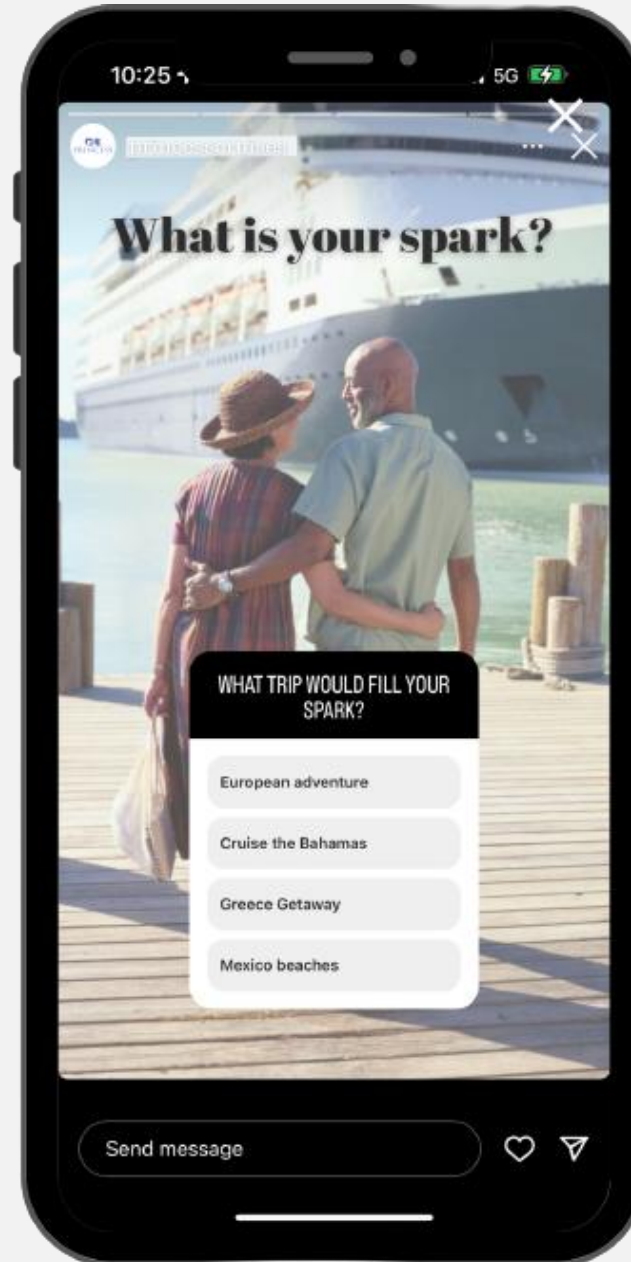 10:25
5G
What is your spark?
WHAT TRIP WOULD FILL YOUR
SPARK?
European adventure
Cruise the Bahamas
Greece Getaway
Mexico beaches
Send message